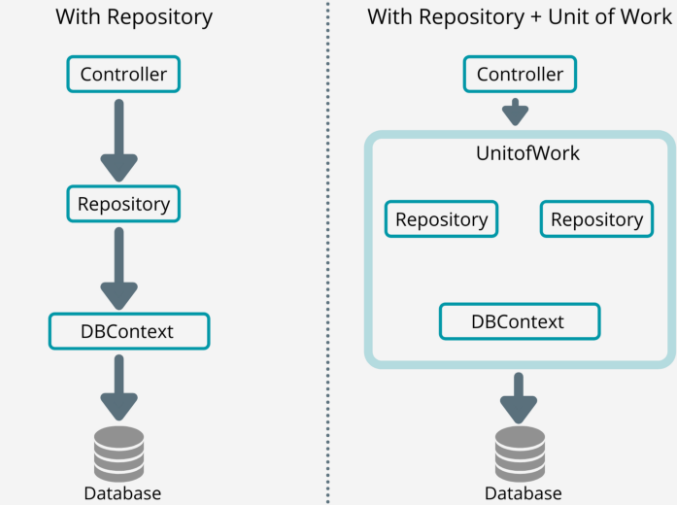 With Repository
Controller
Repository
DBContext
Database
With Repository + Unit of Work
Controller
UnitofWork
Repository
Repository
DBContext
Database